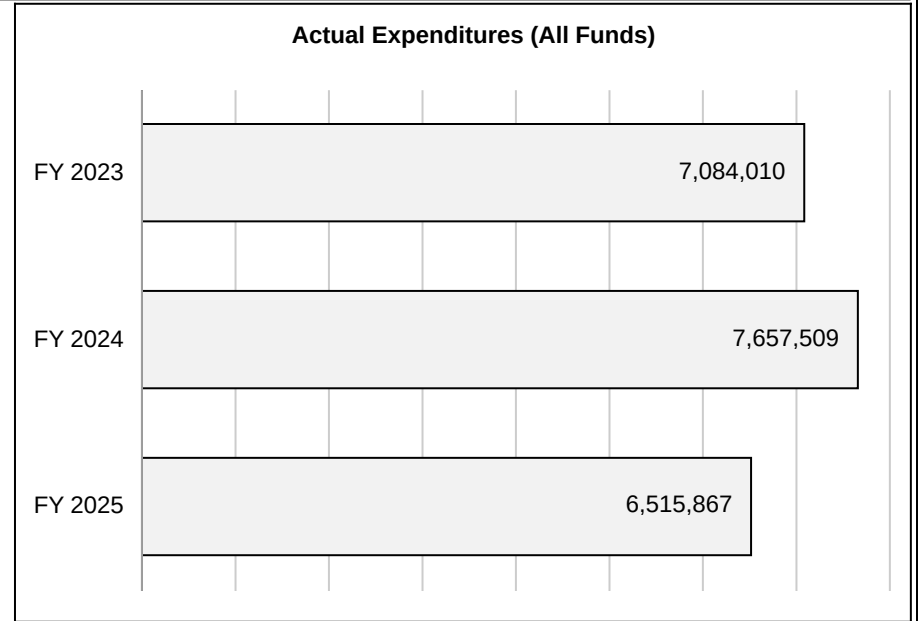 Actual Expenditures (All Funds)
FY 2023 7,084,010
FY 2024 7,657,509
FY 2025 6,515,867